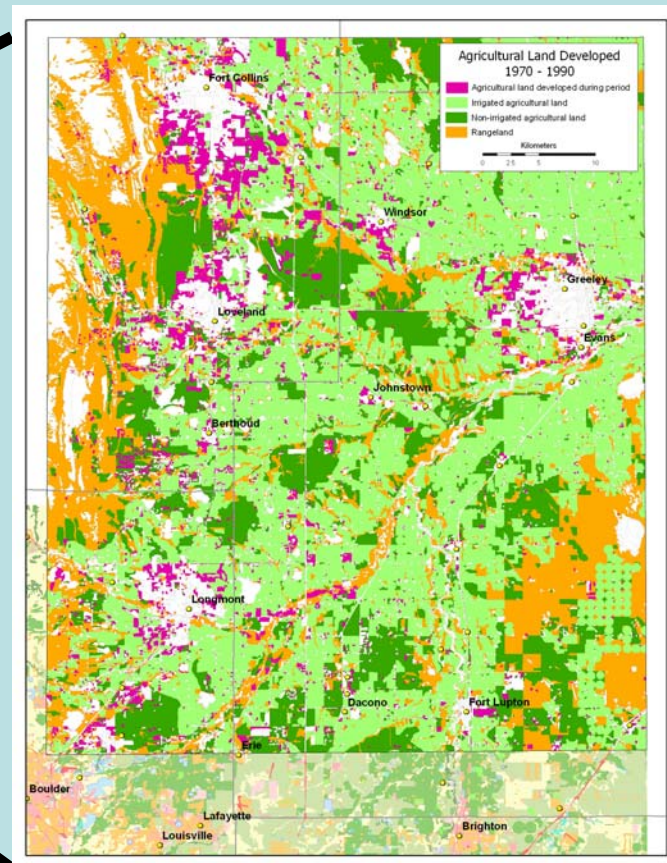 Agricultural Land Developed
1970 - 1990
Agricultural land developed during period
Irrigated agricultural land
Non-irrigated agricultural land
Rangeland
Kilometers
0 2.5 5 10
Fort Collins
Windsor
Greeley
Loveland
Evans
Johnstown
Berthoud
Longmont
Dacono
Fort Lupton
Erie
Boulder
Lafayette
Louisville
Brighton